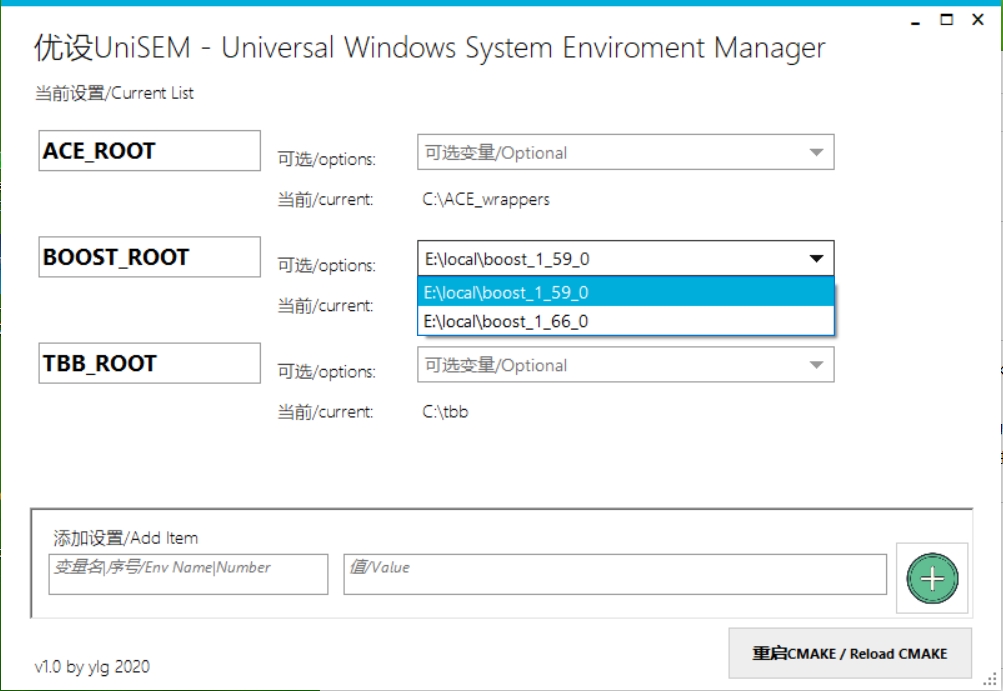 优设UniSEM - Universal Windows System Enviroment Manager
当前设置/Current List
ACE_ROOT
可选/options:
可选变量/Optional
当前/current:
C:\ACE_wrappers
BOOST_ROOT
可选/options:
E:\local\boost_1_59_0
当前/current:
E:\local\boost_1_59_0
E:\local\boost_1_66_0
TBB_ROOT
可选/options:
可选变量/Optional
当前/current:
C:\tbb
添加设置/Add Item
变量名|序号/Env Name|Number
值/Value
重启CMAKE / Reload CMAKE
v1.0 by ylg 2020